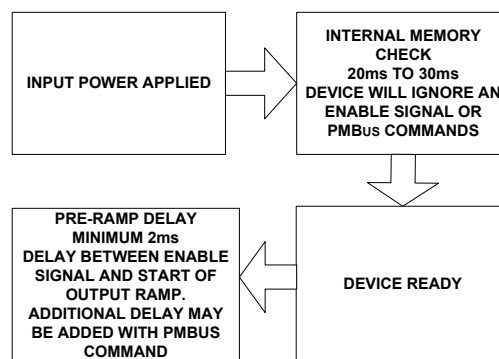 INPUT POWER APPLIED
INTERNAL MEMORY
CHECK
20ms TO 30ms
DEVICE WILL IGNORE AN
ENABLE SIGNAL OR
PMBUS COMMANDS
PRE-RAMP DELAY
MINIMUM 2ms
DELAY BETWEEN ENABLE
SIGNAL AND START OF
OUTPUT RAMP.
ADDITIONAL DELAY MAY
BE ADDED WITH PMBUS
COMMAND
DEVICE READY